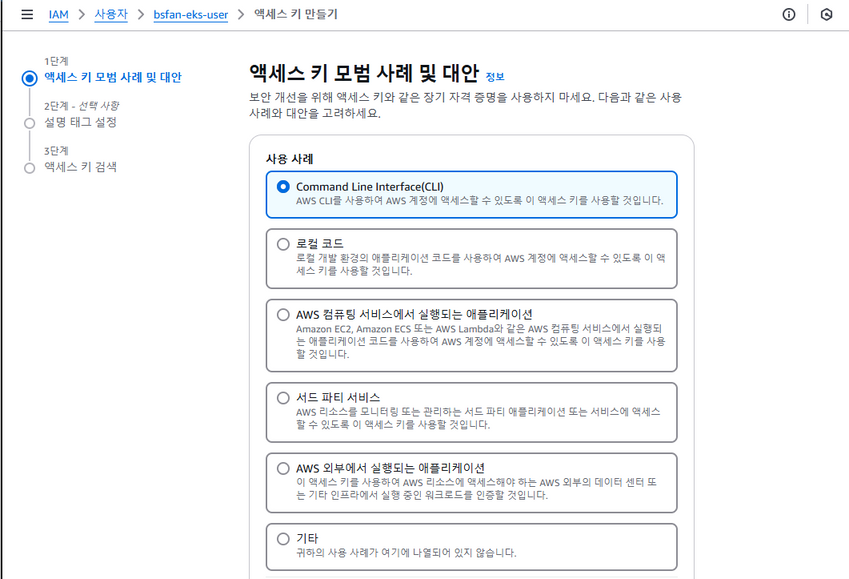 IAM > 사용자 > bsfan-eks-user > 액세스 키 만들기
1단계
액세스 키 모범 사례 및 대안
2단계 - 선택 사항
설명 태그 설정
3단계
액세스 키 검색
액세스 키 모범 사례 및 대안 정보
보안 개선을 위해 액세스 키와 같은 장기 자격 증명을 사용하지 마세요. 다음과 같은 사용
사례와 대안을 고려하세요.
사용 사례
Command Line Interface(CLI)
AWS CLI를 사용하여 AWS 계정에 액세스할 수 있도록 이 액세스 키를 사용할 것입니다.
로컬 코드
로컬 개발 환경의 애플리케이션 코드를 사용하여 AWS 계정에 액세스할 수 있도록 이 액
세스 키를 사용할 것입니다.
AWS 컴퓨팅 서비스에서 실행되는 애플리케이션
Amazon EC2, Amazon ECS 또는 AWS Lambda와 같은 AWS 컴퓨팅 서비스에서 실행되
는 애플리케이션 코드를 사용하여 AWS 계정에 액세스할 수 있도록 이 액세스 키를 사용
할 것입니다.
서드 파티 서비스
AWS 리소스를 모니터링 또는 관리하는 서드 파티 애플리케이션 또는 서비스에 액세스
할 수 있도록 이 액세스 키를 사용할 것입니다.
AWS 외부에서 실행되는 애플리케이션
이 액세스 키를 사용하여 AWS 리소스에 액세스해야 하는 AWS 외부의 데이터 센터 또
는 기타 인프라에서 실행 중인 워크로드를 인증할 것입니다.
기타
귀하의 사용 사례가 여기에 나열되어 있지 않습니다.